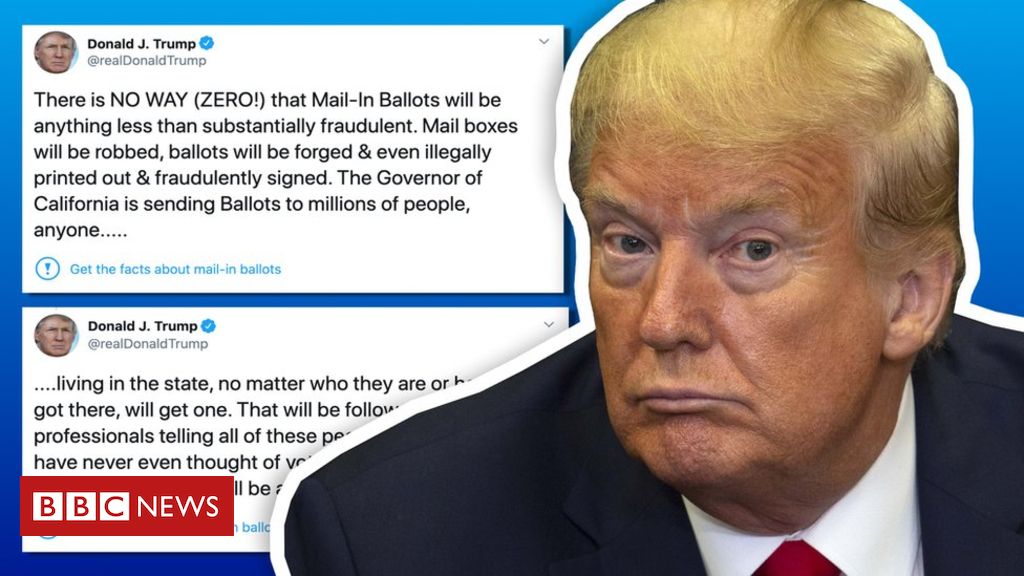 Donald J. Trump
@realDonaldTrump
There is NO WAY (ZERO!) that Mail-In Ballots will be
anything less than substantially fraudulent. Mail boxes
will be robbed, ballots will be forged & even illegally
printed out & fraudulently signed. The Governor of
California is sending Ballots to millions of people,
anyone.....
Get the facts about mail-in ballots
Donald J. Trump
@realDonaldTrump
....living in the state, no matter who they are or
got there, will get one. That will be
professionals telling all of these
have never even thought of
be
BBC NEWS